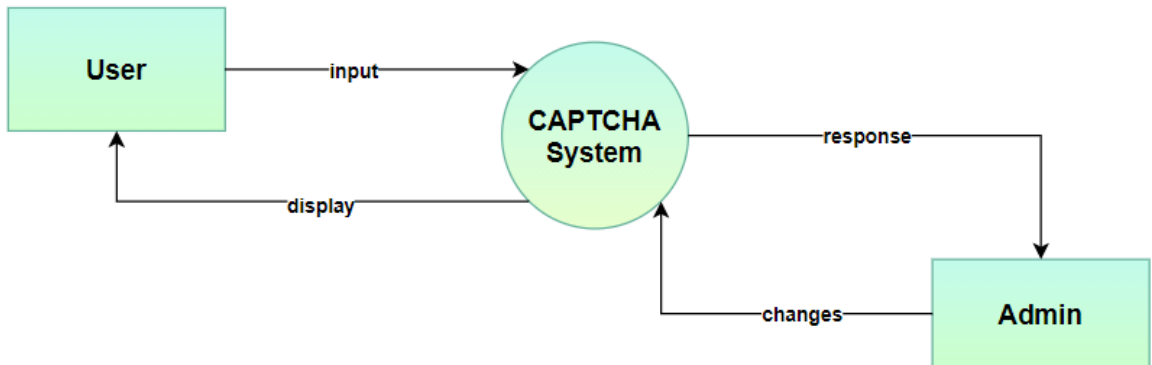 User
input
CAPTCHA
System
response
display
changes
Admin